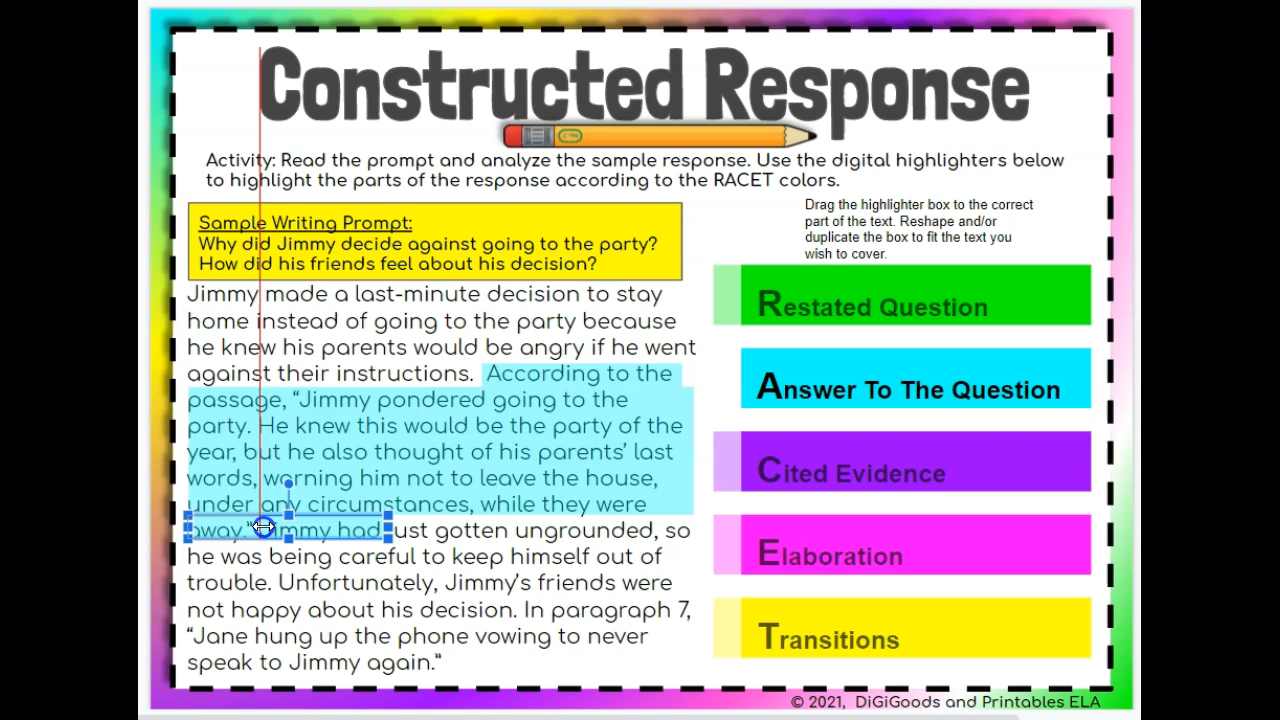 Constructed Response
Activity: Read the prompt and analyze the sample response. Use the digital highlighters below
to highlight the parts of the response according to the RACET colors.
Sample Writing Prompt:
Why did Jimmy decide against going to the party?
How did his friends feel about his decision?
Jimmy made a last-minute decision to stay
home instead of going to the party because
he knew his parents would be angry if he went
against their instructions. According to the
passage, “Jimmy pondered going to the
party. He knew this would be the party of the
year, but he also thought of his parents’ last
words, warning him not to leave the house,
under any circumstances, while they were
away.” Jimmy had just gotten ungrounded, so
he was being careful to keep himself out of
trouble. Unfortunately, Jimmy’s friends were
not happy about his decision. In paragraph 7,
“Jane hung up the phone vowing to never
speak to Jimmy again.”
Drag the highlighter box to the correct
part of the text. Reshape and/or
duplicate the box to fit the text you
wish to cover.
Restated Question
Answer To The Question
Cited Evidence
Elaboration
Transitions
© 2021, DiGiGoods and Printables ELA